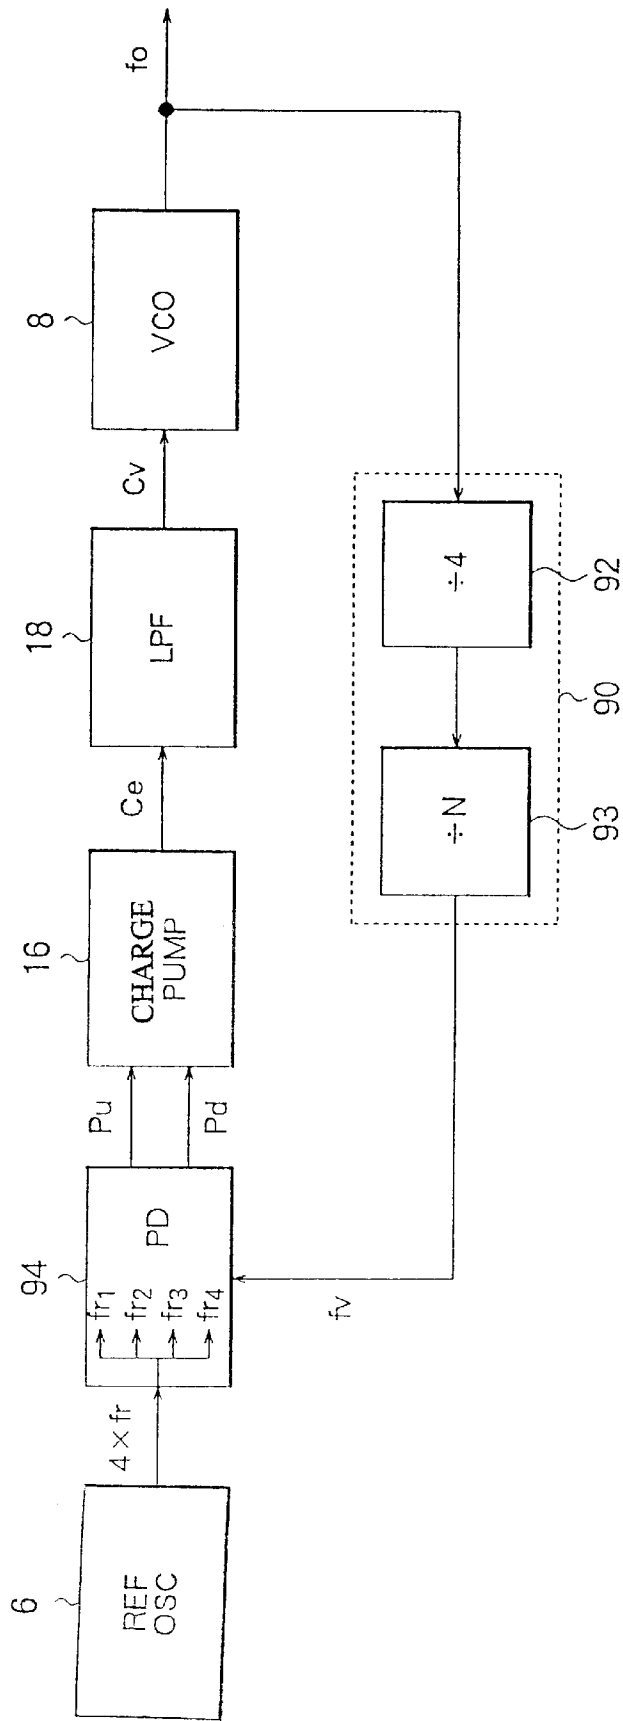 6
REF
OSC
4×fr
94
fr1
fr2
fr3
fr4
PD
Pu
Pd
16
CHARGE
PUMP
Ce
18
LPF
Cv
8
VCO
fo
fv
93
÷N
90
92
÷4